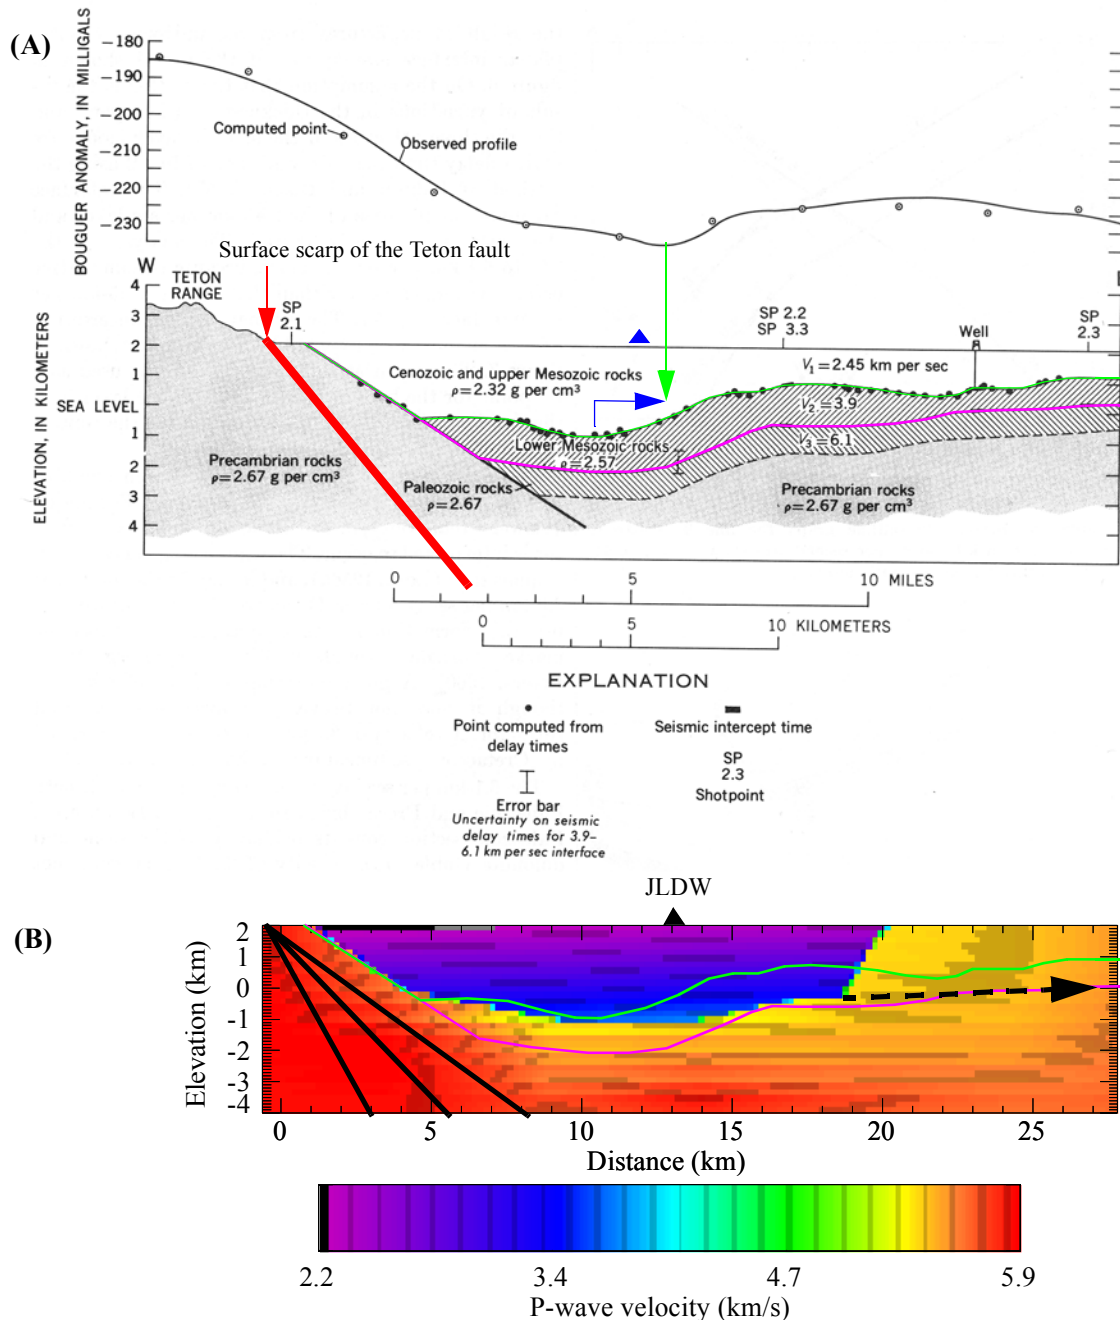 (A)
BOUGUER ANOMALY, IN MILLIGALS
−180
−190
−200
−210
−220
−230
Computed point
Observed profile
Surface scarp of the Teton fault
W
TETON
RANGE
SP
2.1
SP 2.2
SP 3.3
Well
SP
2.3
ELEVATION, IN KILOMETERS
4
3
2
1
SEA LEVEL
1
2
3
4
Cenozoic and upper Mesozoic rocks
ρ=2.32 g per cm³
V₁=2.45 km per sec
V₂=3.9
V₃=6.1
Lower Mesozoic rocks
ρ=2.57
Precambrian rocks
ρ=2.67 g per cm³
Paleozoic rocks
ρ=2.67
Precambrian rocks
ρ=2.67 g per cm³
0 5 10 MILES
0 5 10 KILOMETERS
EXPLANATION
Point computed from
delay times
Seismic intercept time
Error bar
Uncertainty on seismic
delay times for 3.9–
6.1 km per sec interface
SP
2.3
Shotpoint
JLDW
(B)
Elevation (km)
2
1
0
-1
-2
-3
-4
0 5 10 15 20 25
Distance (km)
2.2 3.4 4.7 5.9
P-wave velocity (km/s)